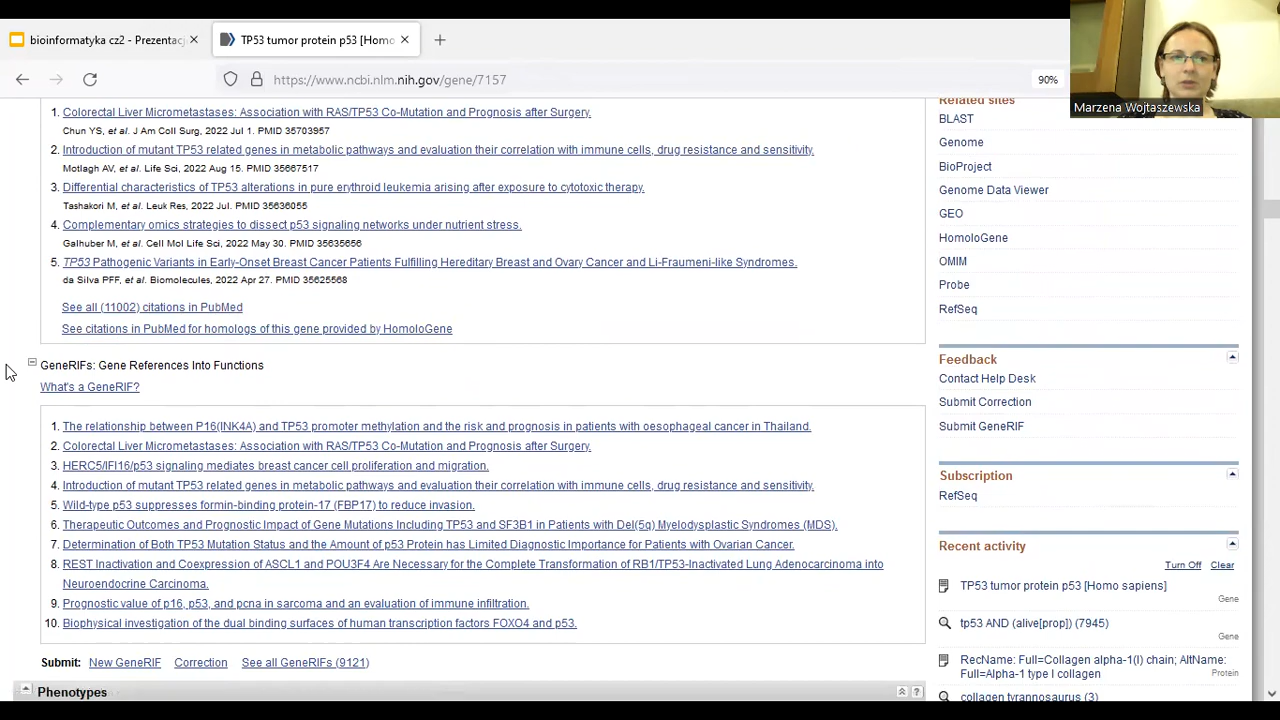 bioinformatyka cz2 - Prezentacj
TP53 tumor protein p53 [Homo
https://www.ncbi.nlm.nih.gov/gene/7157
90%
Marzena Wojtaszewska
1. Colorectal Liver Micrometastases: Association with RAS/TP53 Co-Mutation and Prognosis after Surgery.
Chun YS, et al. J Am Coll Surg, 2022 Jul 1. PMID 35703957
2. Introduction of mutant TP53 related genes in metabolic pathways and evaluation their correlation with immune cells, drug resistance and sensitivity.
Motlagh AV, et al. Life Sci, 2022 Aug 15. PMID 35667517
3. Differential characteristics of TP53 alterations in pure erythroid leukemia arising after exposure to cytotoxic therapy.
Tashakori M, et al. Leuk Res, 2022 Jul. PMID 35636055
4. Complementary omics strategies to dissect p53 signaling networks under nutrient stress.
Galhuber M, et al. Cell Mol Life Sci, 2022 May 30. PMID 35635656
5. TP53 Pathogenic Variants in Early-Onset Breast Cancer Patients Fulfilling Hereditary Breast and Ovary Cancer and Li-Fraumeni-like Syndromes.
da Silva PFF, et al. Biomolecules, 2022 Apr 27. PMID 35625568
See all (11002) citations in PubMed
See citations in PubMed for homologs of this gene provided by HomoloGene
GeneRIFs: Gene References Into Functions
What's a GeneRIF?
1. The relationship between P16(INK4A) and TP53 promoter methylation and the risk and prognosis in patients with oesophageal cancer in Thailand.
2. Colorectal Liver Micrometastases: Association with RAS/TP53 Co-Mutation and Prognosis after Surgery.
3. HERC5/IFI16/p53 signaling mediates breast cancer cell proliferation and migration.
4. Introduction of mutant TP53 related genes in metabolic pathways and evaluation their correlation with immune cells, drug resistance and sensitivity.
5. Wild-type p53 suppresses formin-binding protein-17 (FBP17) to reduce invasion.
6. Therapeutic Outcomes and Prognostic Impact of Gene Mutations Including TP53 and SF3B1 in Patients with Del(5q) Myelodysplastic Syndromes (MDS).
7. Determination of Both TP53 Mutation Status and the Amount of p53 Protein has Limited Diagnostic Importance for Patients with Ovarian Cancer.
8. REST Inactivation and Coexpression of ASCL1 and POU3F4 Are Necessary for the Complete Transformation of RB1/TP53-Inactivated Lung Adenocarcinoma into
Neuroendocrine Carcinoma.
9. Prognostic value of p16, p53, and pcna in sarcoma and an evaluation of immune infiltration.
10. Biophysical investigation of the dual binding surfaces of human transcription factors FOXO4 and p53.
Submit: New GeneRIF Correction See all GeneRIFs (9121)
Phenotypes
Related sites
BLAST
Genome
BioProject
Genome Data Viewer
GEO
HomoloGene
OMIM
Probe
RefSeq
Feedback
Contact Help Desk
Submit Correction
Submit GeneRIF
Subscription
RefSeq
Recent activity
Turn Off Clear
TP53 tumor protein p53 [Homo sapiens]
Gene
tp53 AND (alive[prop]) (7945)
Gene
RecName: Full=Collagen alpha-1(I) chain; AltName:
Full=Alpha-1 type I collagen
Protein
collagen tyrannosaurus (3)